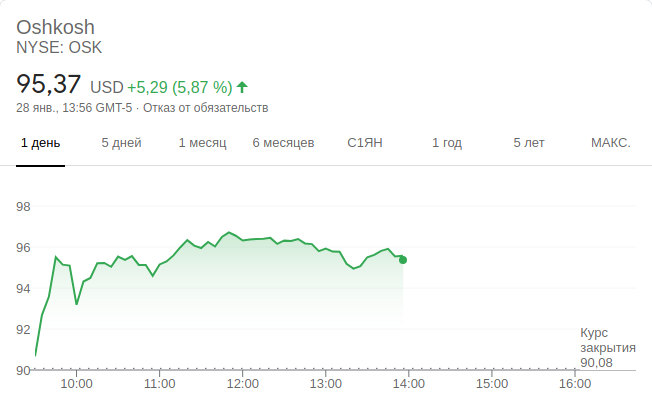 Oshkosh
NYSE: OSK
95,37 USD +5,29 (5,87 %)
28 янв., 13:56 GMT-5 · Отказ от обязательств
1 день 5 дней 1 месяц 6 месяцев С1ЯН 1 год 5 лет МАКС.
98
96
94
92
90
Курс
закрытия
90,08
10:00 11:00 12:00 13:00 14:00 15:00 16:00